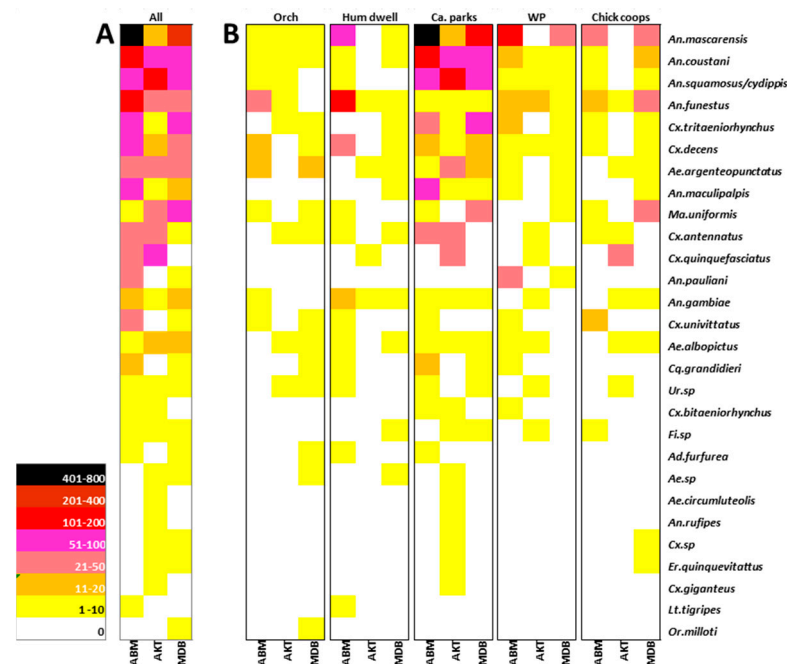 A
All
B
Orch
Hum dwell
Ca. parks
WP
Chick coops
An.mascarensis
An.coustani
An.squamosus/cydippis
An.funestus
Cx.tritaeniorhynchus
Cx.decens
Ae.argenteopunctatus
An.maculipalpis
Ma.uniformis
Cx.antennatus
Cx.quinquefasciatus
An.pauliani
An.gambiae
Cx.univittatus
Ae.albopictus
Cq.grandidieri
Ur.sp
Cx.bitaeniorhynchus
Fi.sp
Ad.furfurea
Ae.sp
Ae.circumluteolis
An.rufipes
Cx.sp
Er.quinquevitattus
Cx.giganteus
Lt.tigripes
Or.milloti
401-800
201-400
101-200
51-100
21-50
11-20
1-10
0
ABM AKT MDB ABM AKT MDB ABM AKT MDB ABM AKT MDB ABM AKT MDB ABM AKT MDB